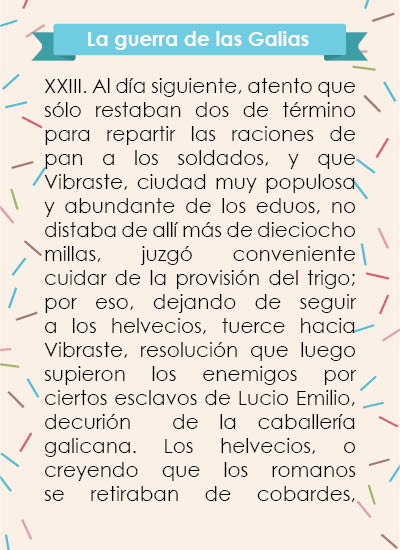 La guerra de las Galias
XXIII. Al día siguiente, atento que
sólo restaban dos de término
para repartir las raciones de
pan a los soldados, y que
Vibraste, ciudad muy populosa
y abundante de los eduos, no
distaba de allí más de dieciocho
millas, juzgó conveniente
cuidar de la provisión del trigo;
por eso, dejando de seguir
a los helvecios, tuerce hacia
Vibraste, resolución que luego
supieron los enemigos por
ciertos esclavos de Lucio Emilio,
decurión de la caballería
galicana. Los helvecios, o
creyendo que los romanos
se retiraban de cobardes,